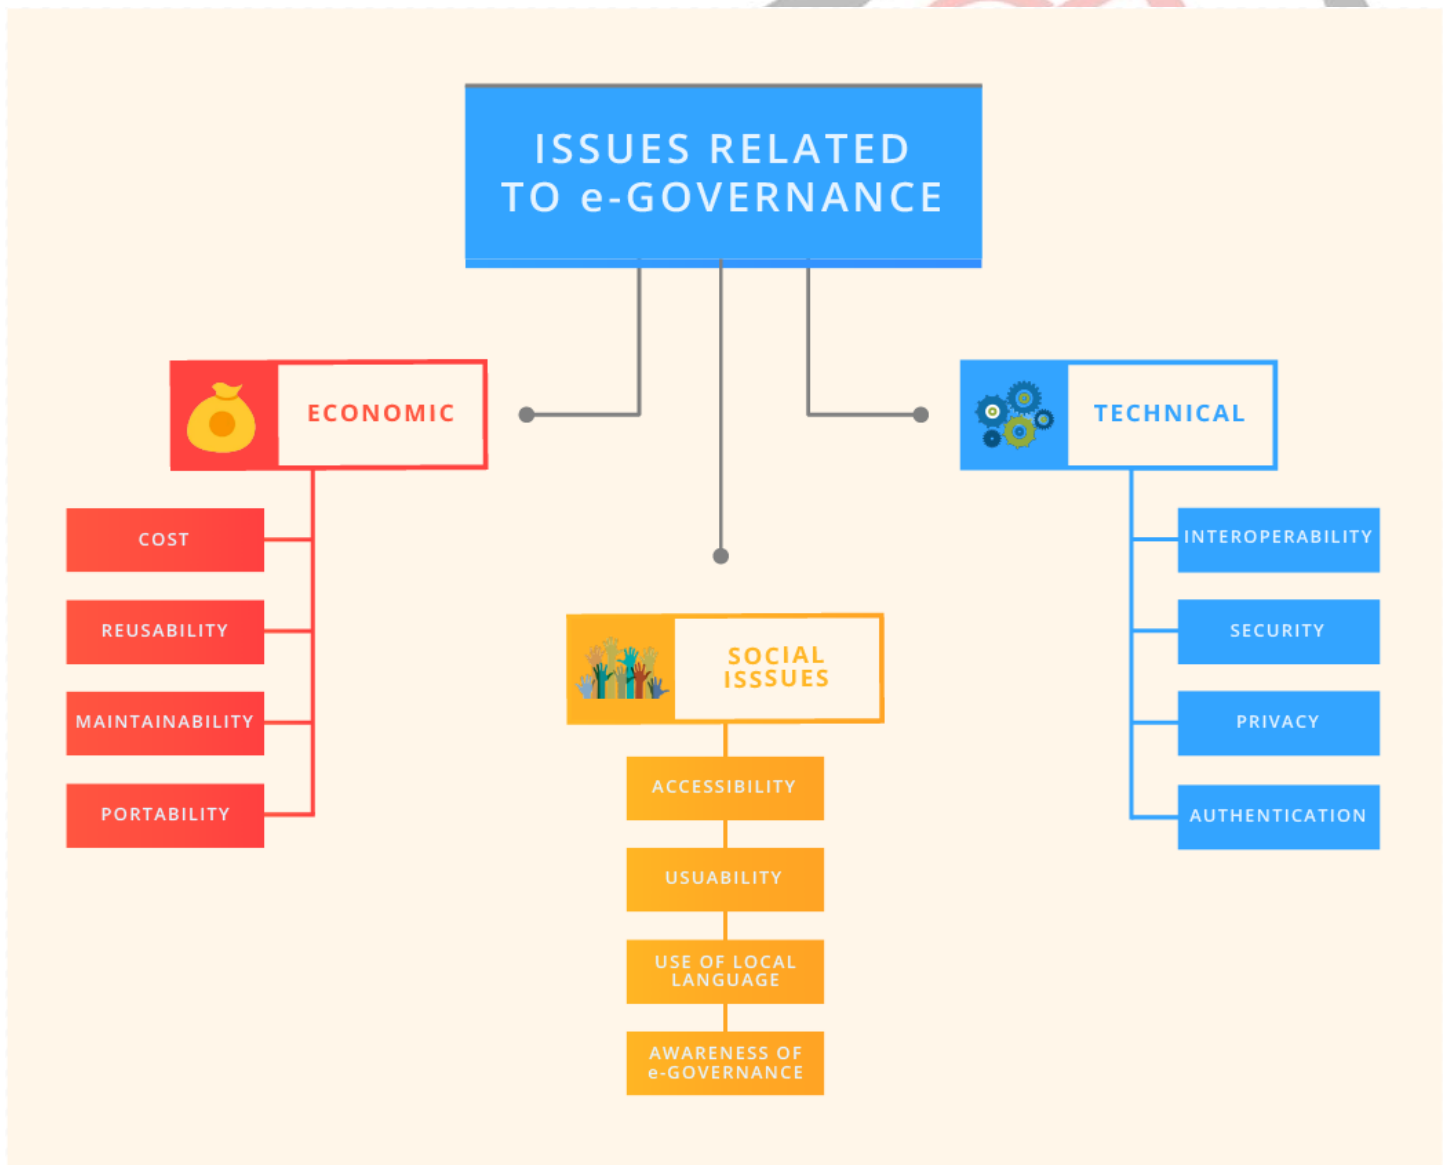 ISSUES RELATED
TO e-GOVERNANCE
ECONOMIC
COST
REUSABILITY
MAINTAINABILITY
PORTABILITY
SOCIAL
ISSSUES
ACCESSIBILITY
USUABILITY
USE OF LOCAL
LANGUAGE
AWARENESS OF
e-GOVERNANCE
TECHNICAL
INTEROPERABILITY
SECURITY
PRIVACY
AUTHENTICATION